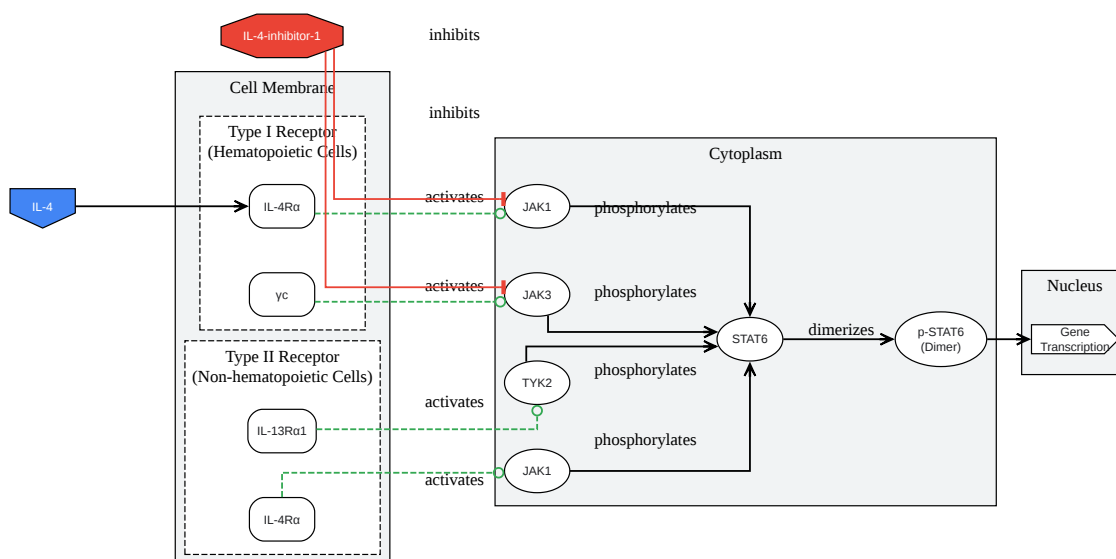 IL-4-inhibitor-1
inhibits
Cell Membrane
inhibits
Type I Receptor
(Hematopoietic Cells)
Cytoplasm
IL-4
IL-4Rα
activates
JAK1
phosphorylates
γc
activates
JAK3
phosphorylates
Nucleus
STAT6
dimerizes
p-STAT6
(Dimer)
Gene
Transcription
Type II Receptor
(Non-hematopoietic Cells)
TYK2
phosphorylates
IL-13Rα1
activates
phosphorylates
JAK1
activates
IL-4Rα